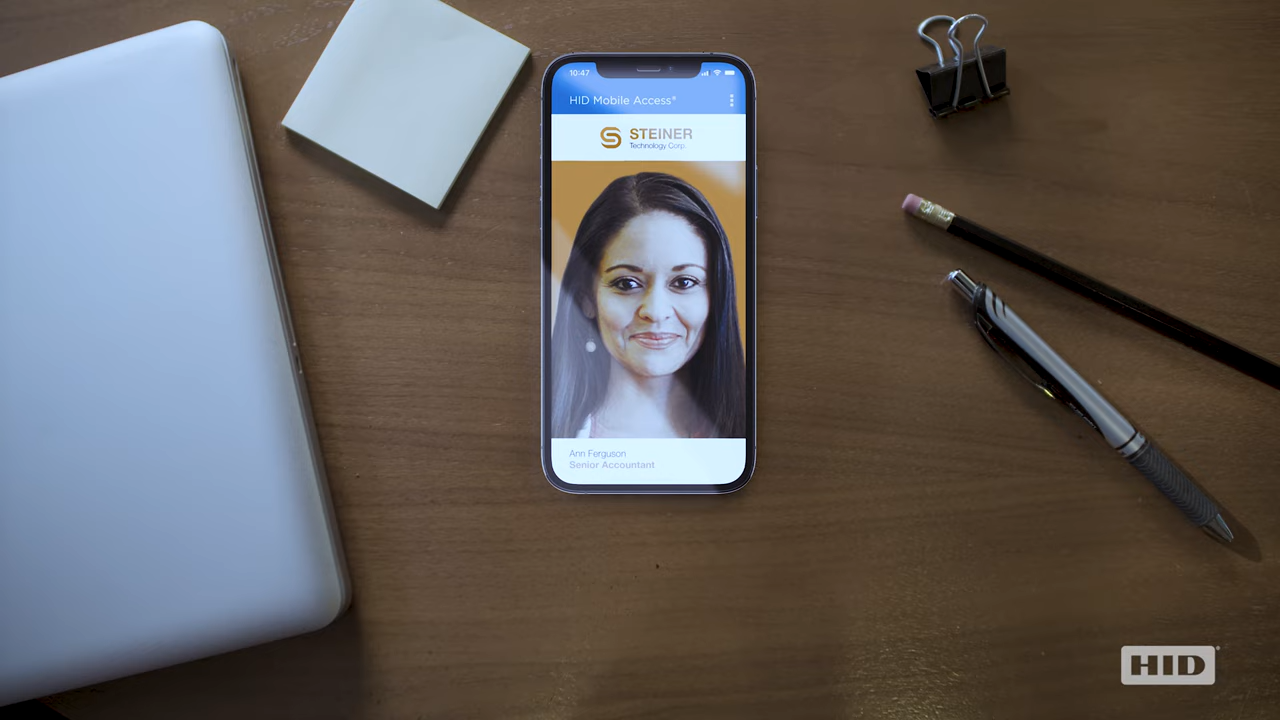 10:47
HID Mobile Access®
STEINER
Technology Corp.
Ann Ferguson
Senior Accountant
HID®